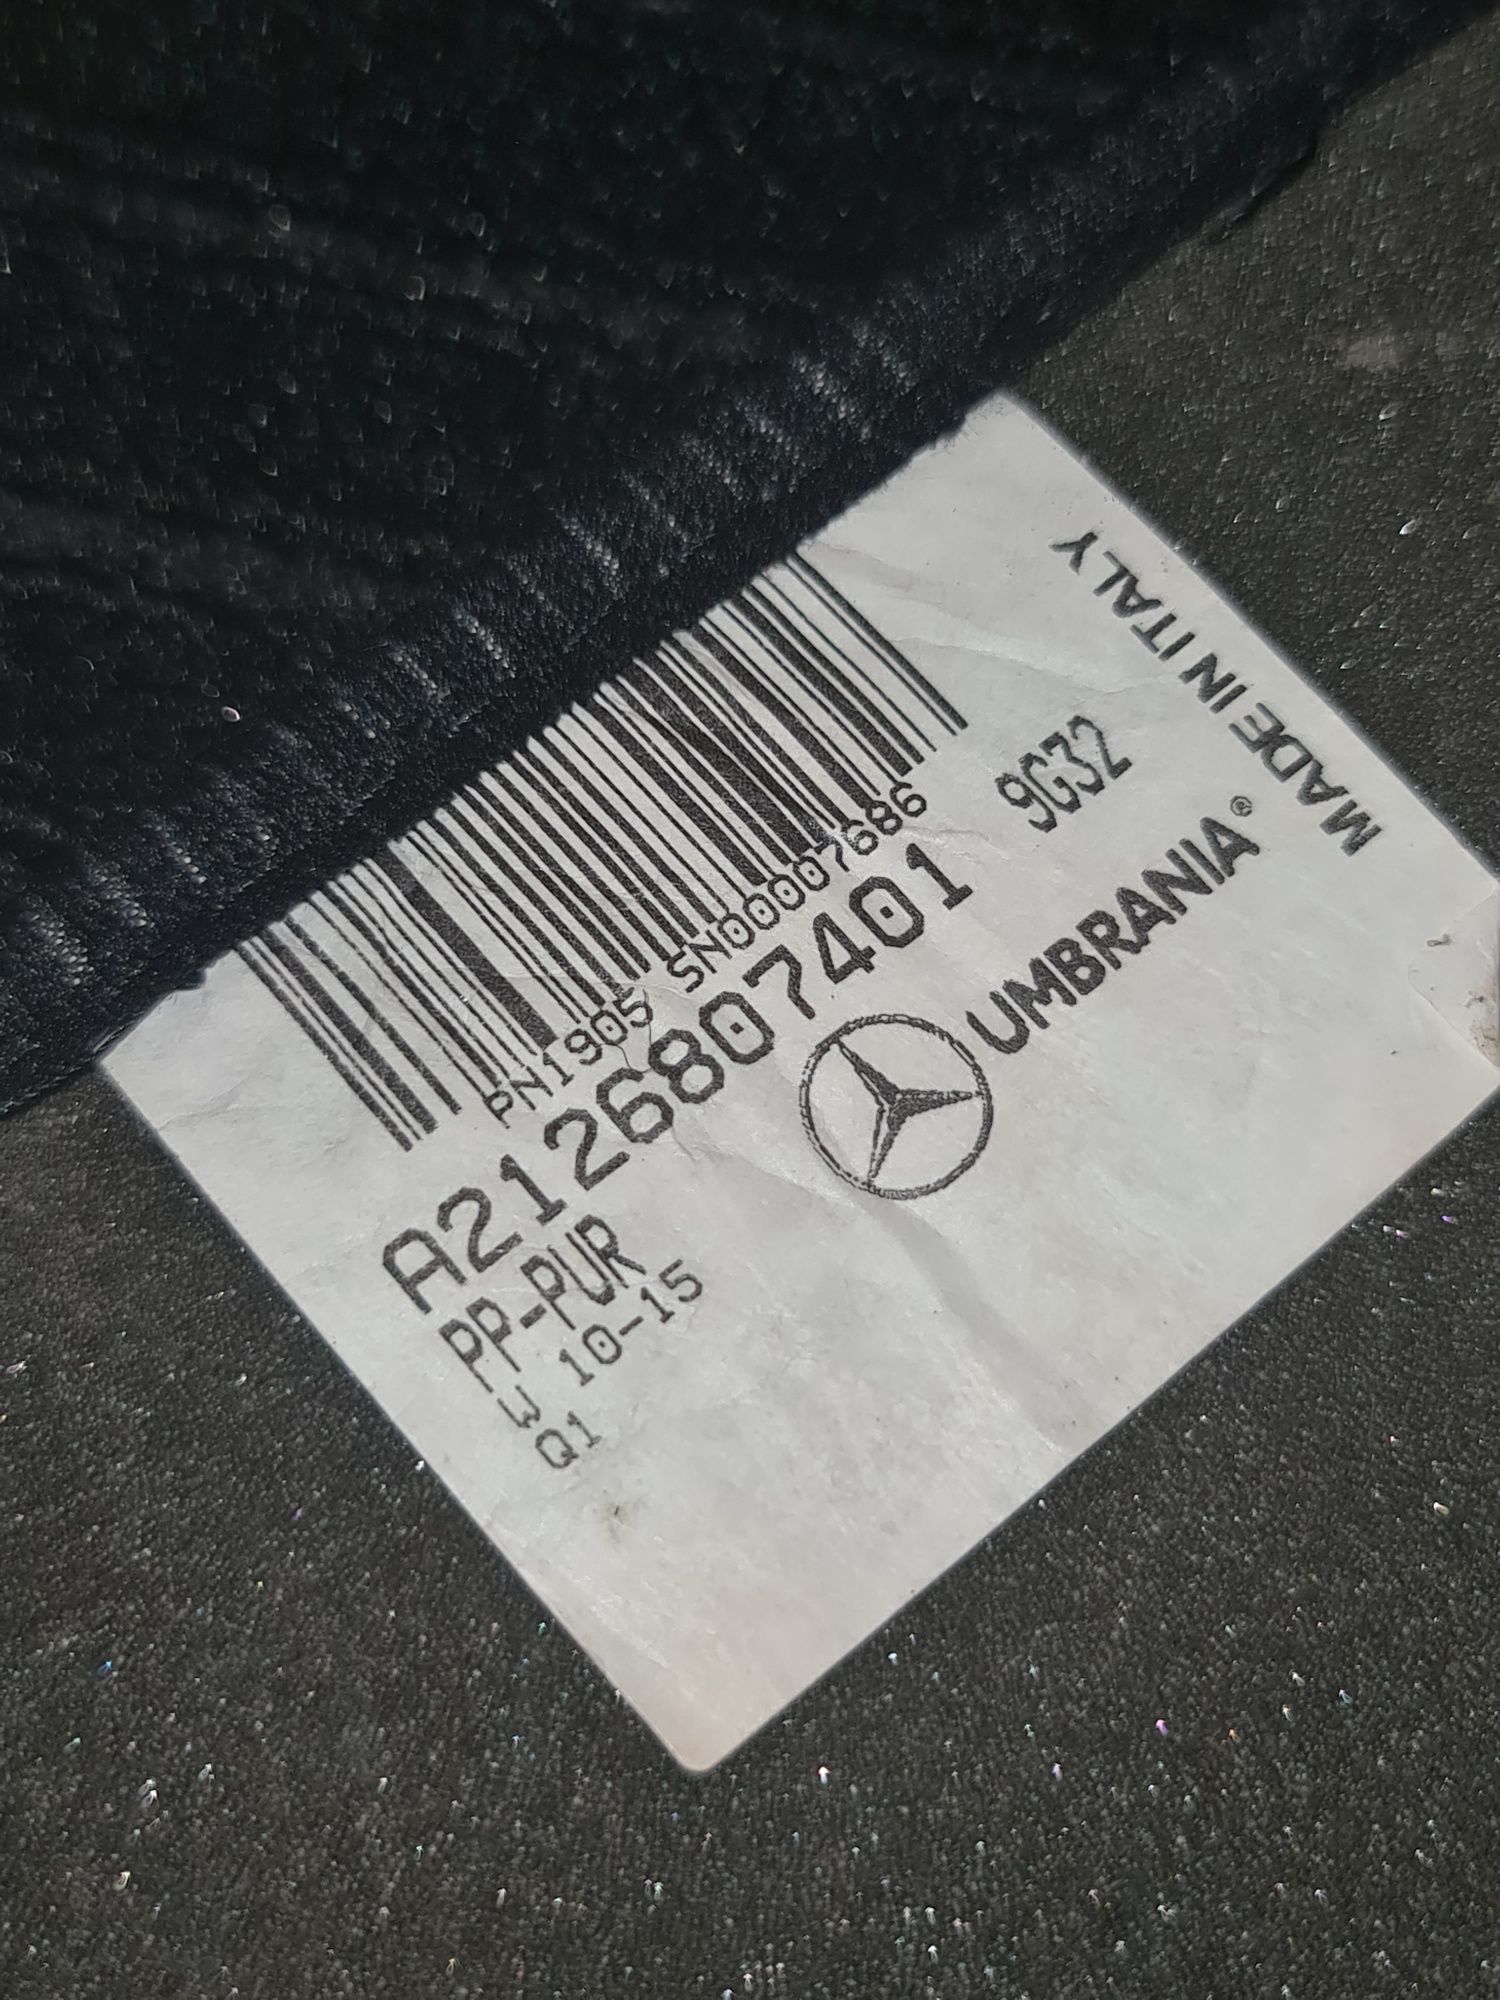 PN1905 SN00007686
A2126807401 9G32
PP-PUR
W 10-15
Q1
UMBRANIA®
MADE IN ITALY